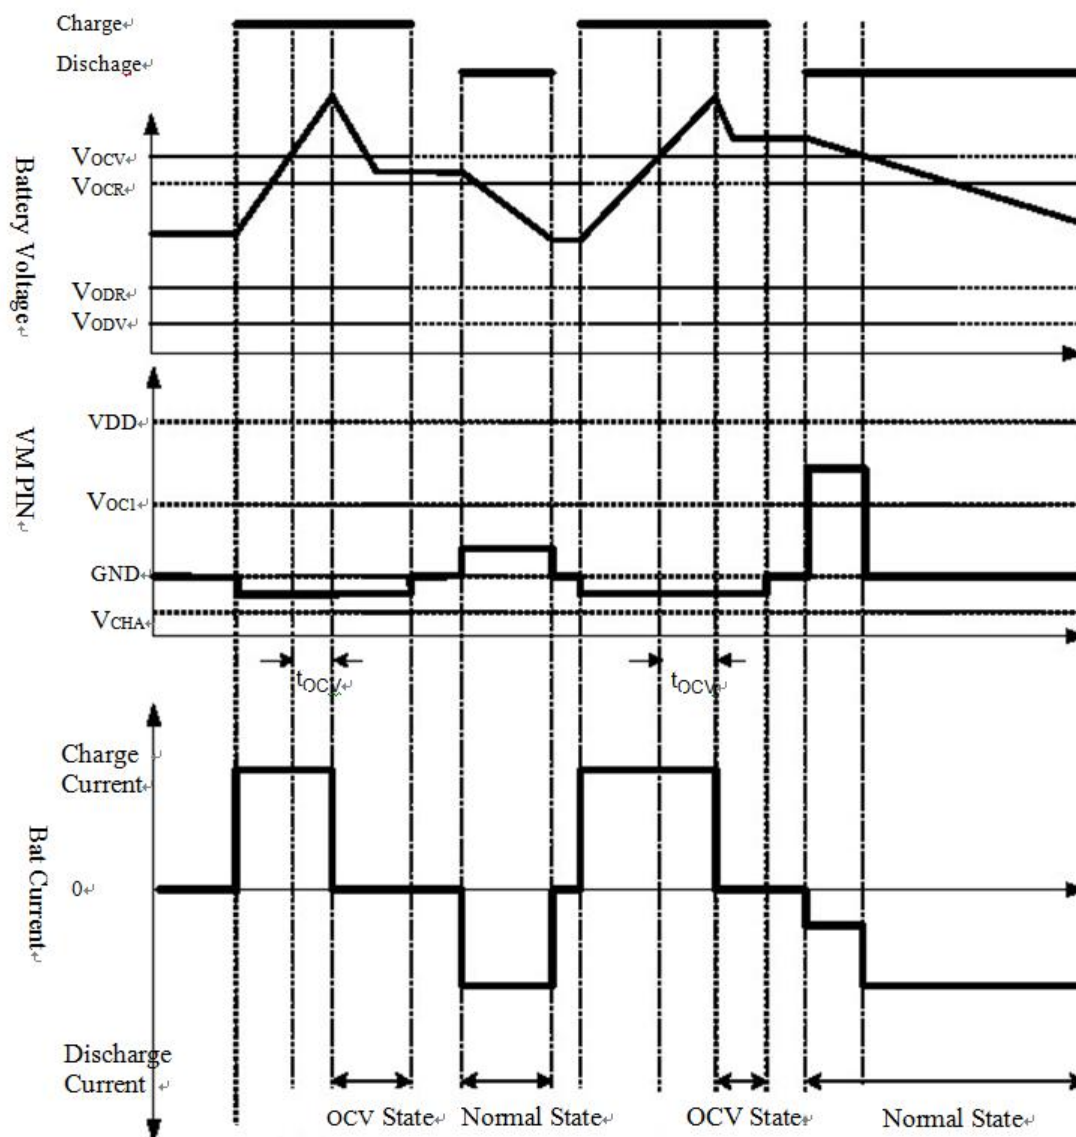 Charge
Dischage
Battery Voltage
VOCV
VOCR
VODR
VODV
VM PIN
VDD
VOC1
GND
VCHA
tOCV
tOCV
Bat Current
Charge
Current
0
Discharge
Current
OCV State
Normal State
OCV State
Normal State